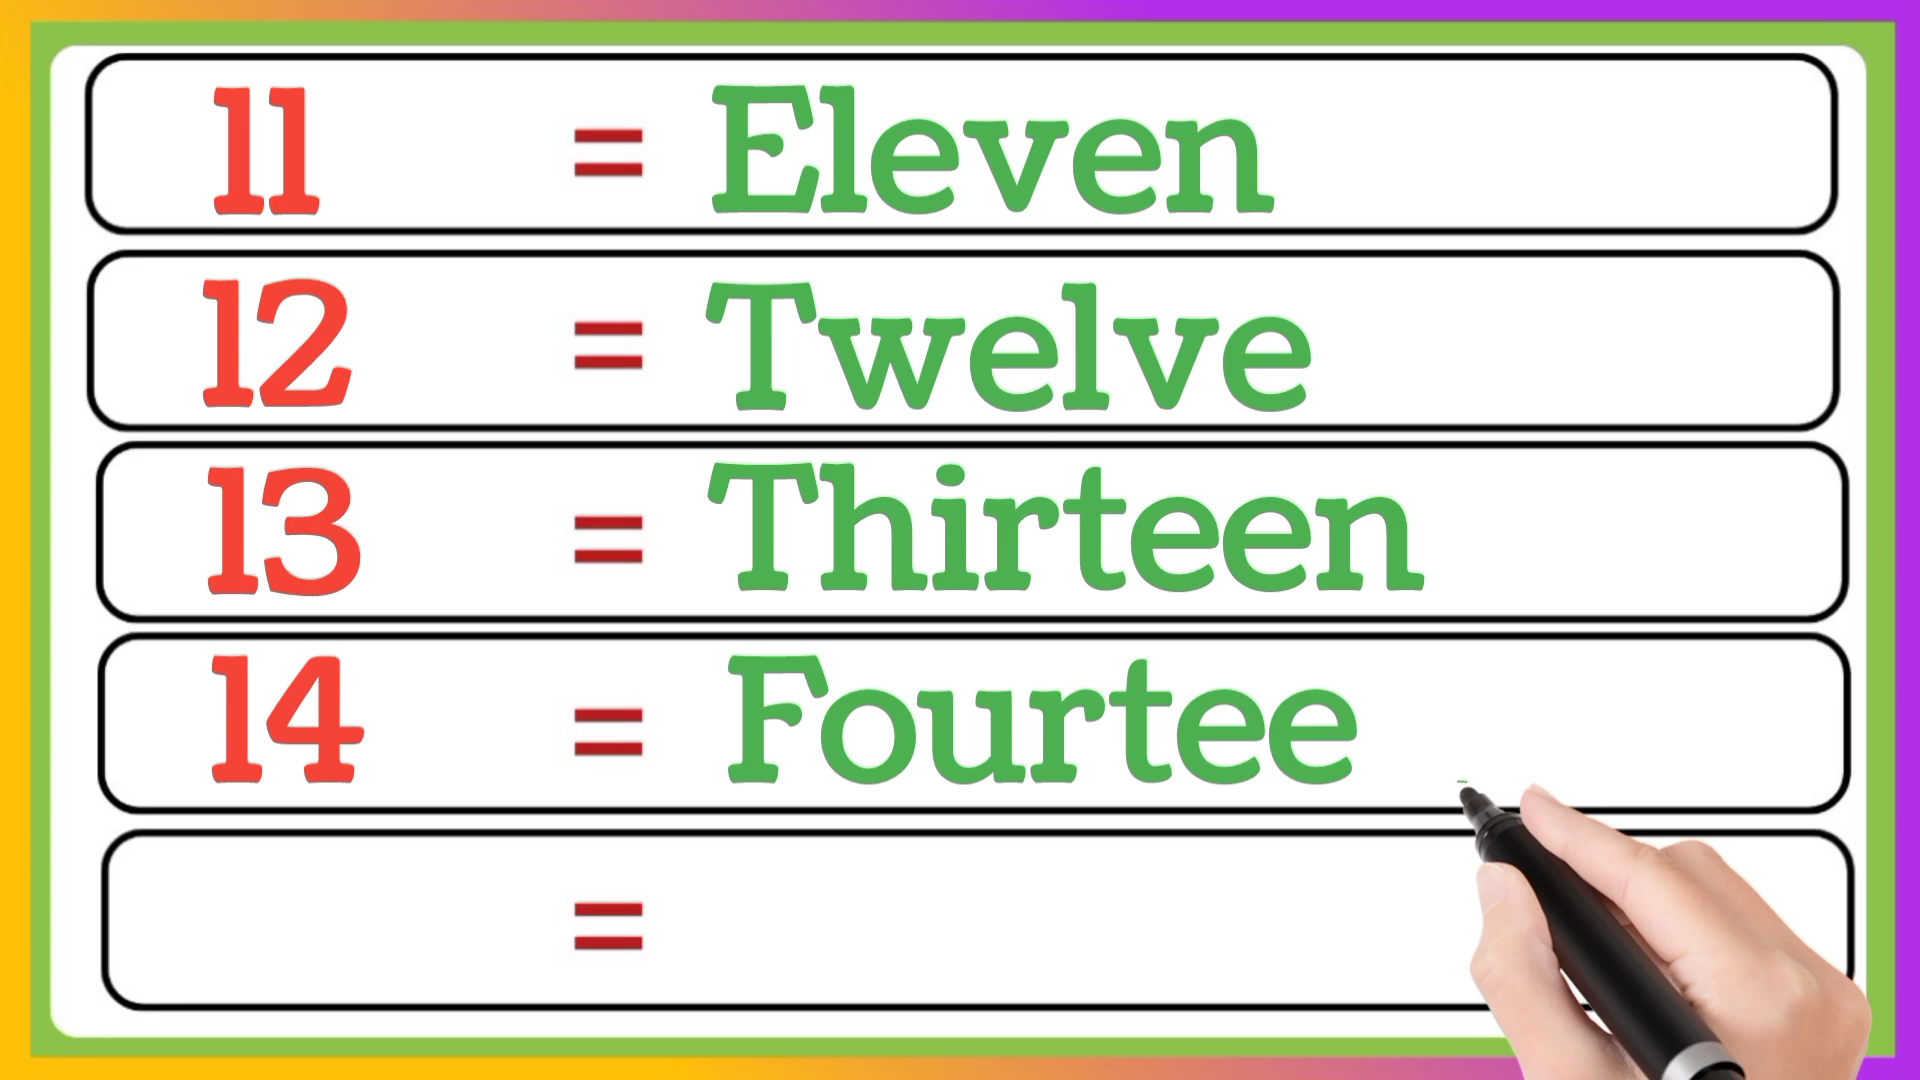 11 = Eleven
12 = Twelve
13 = Thirteen
14 = Fourtee
=